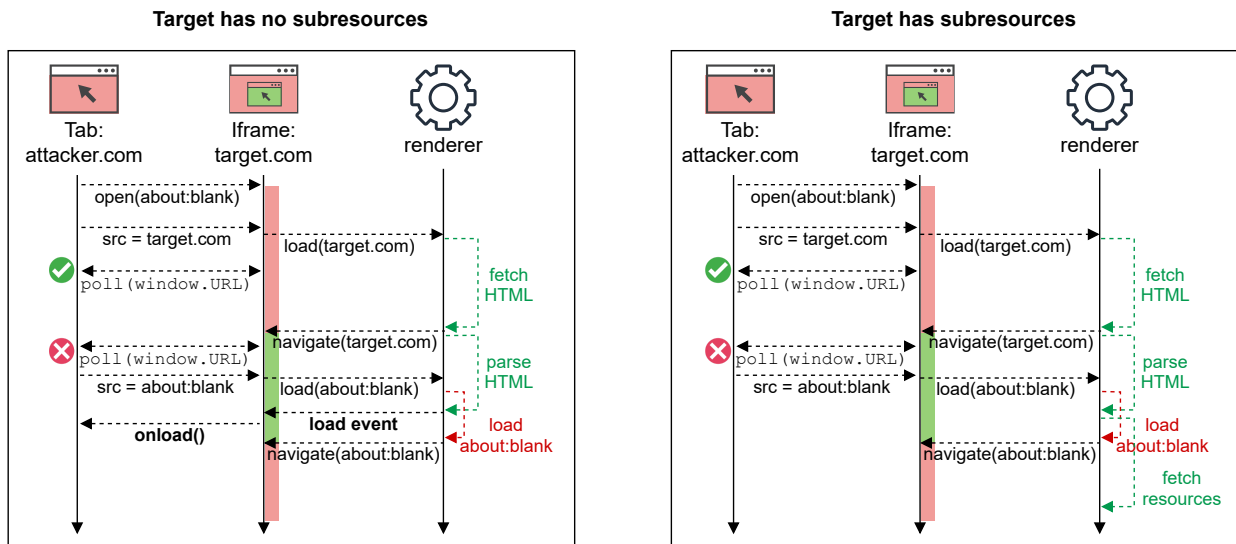 Target has no subresources
Tab:
attacker.com
Iframe:
target.com
renderer
open(about:blank)
src = target.com
load(target.com)
fetch
HTML
poll(window.URL)
navigate(target.com)
poll(window.URL)
parse
HTML
src = about:blank
load(about:blank)
load event
onload()
load
about:blank
navigate(about:blank)
Target has subresources
Tab:
attacker.com
Iframe:
target.com
renderer
open(about:blank)
src = target.com
load(target.com)
fetch
HTML
poll(window.URL)
navigate(target.com)
poll(window.URL)
parse
HTML
src = about:blank
load(about:blank)
load
about:blank
navigate(about:blank)
fetch
resources